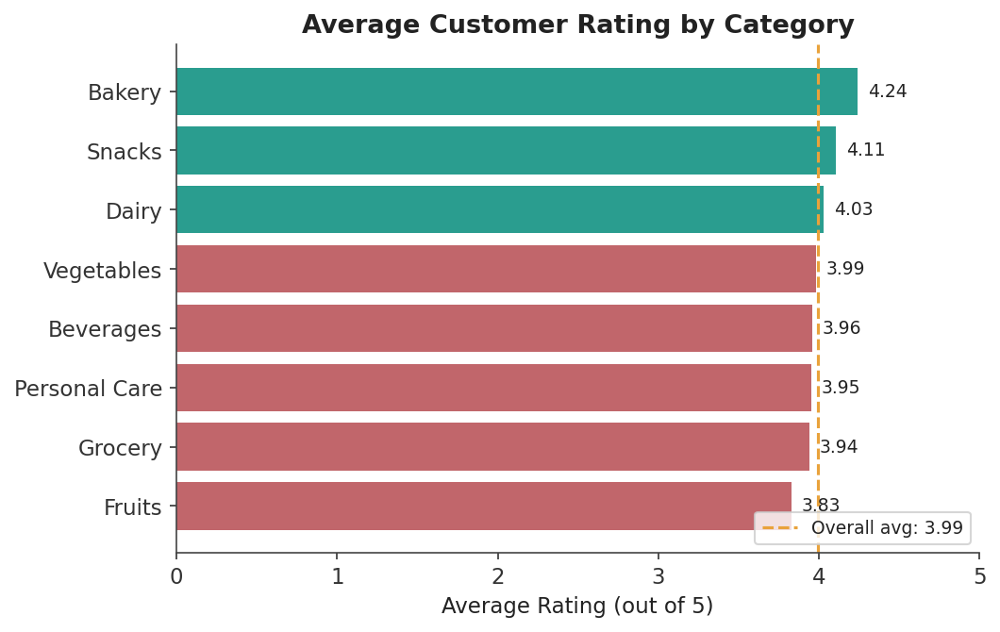 Average Customer Rating by Category
Bakery 4.24
Snacks 4.11
Dairy 4.03
Vegetables 3.99
Beverages 3.96
Personal Care 3.95
Grocery 3.94
Fruits 3.83
Overall avg: 3.99
0 1 2 3 4 5
Average Rating (out of 5)